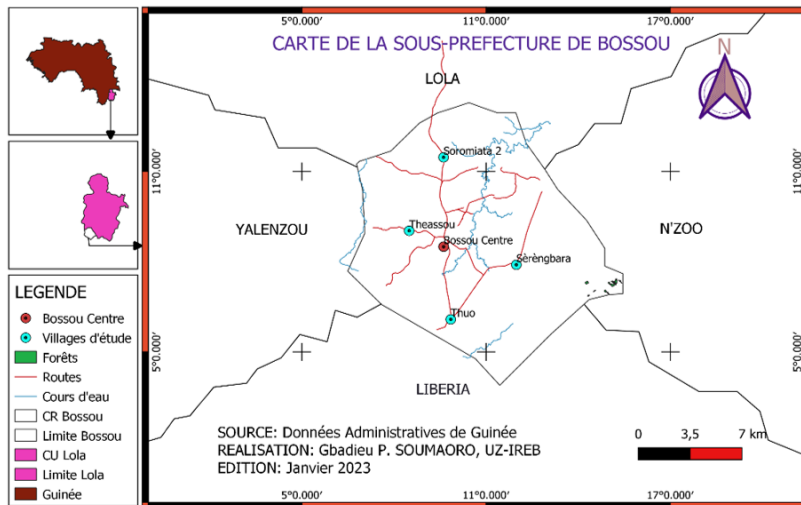 5°0.000'
11°0.000'
17°0.000'
CARTE DE LA SOUS-PREFECTURE DE BOSSOU
N
LOLA
Soromiata 2
11°0.000'
11°0.000'
YALENZOU
Theassou
Bossou Centre
Sèrèngbara
N'ZOO
Thuo
5°0.000'
5°0.000'
LIBERIA
LEGENDE
Bossou Centre
Villages d'étude
Forêts
Routes
Cours d'eau
CR Bossou
Limite Bossou
CU Lola
Limite Lola
Guinée
SOURCE: Données Administratives de Guinée
REALISATION: Gbadieu P. SOUMAORO, UZ-IREB
EDITION: Janvier 2023
0 3,5 7 km
5°0.000'
11°0.000'
17°0.000'